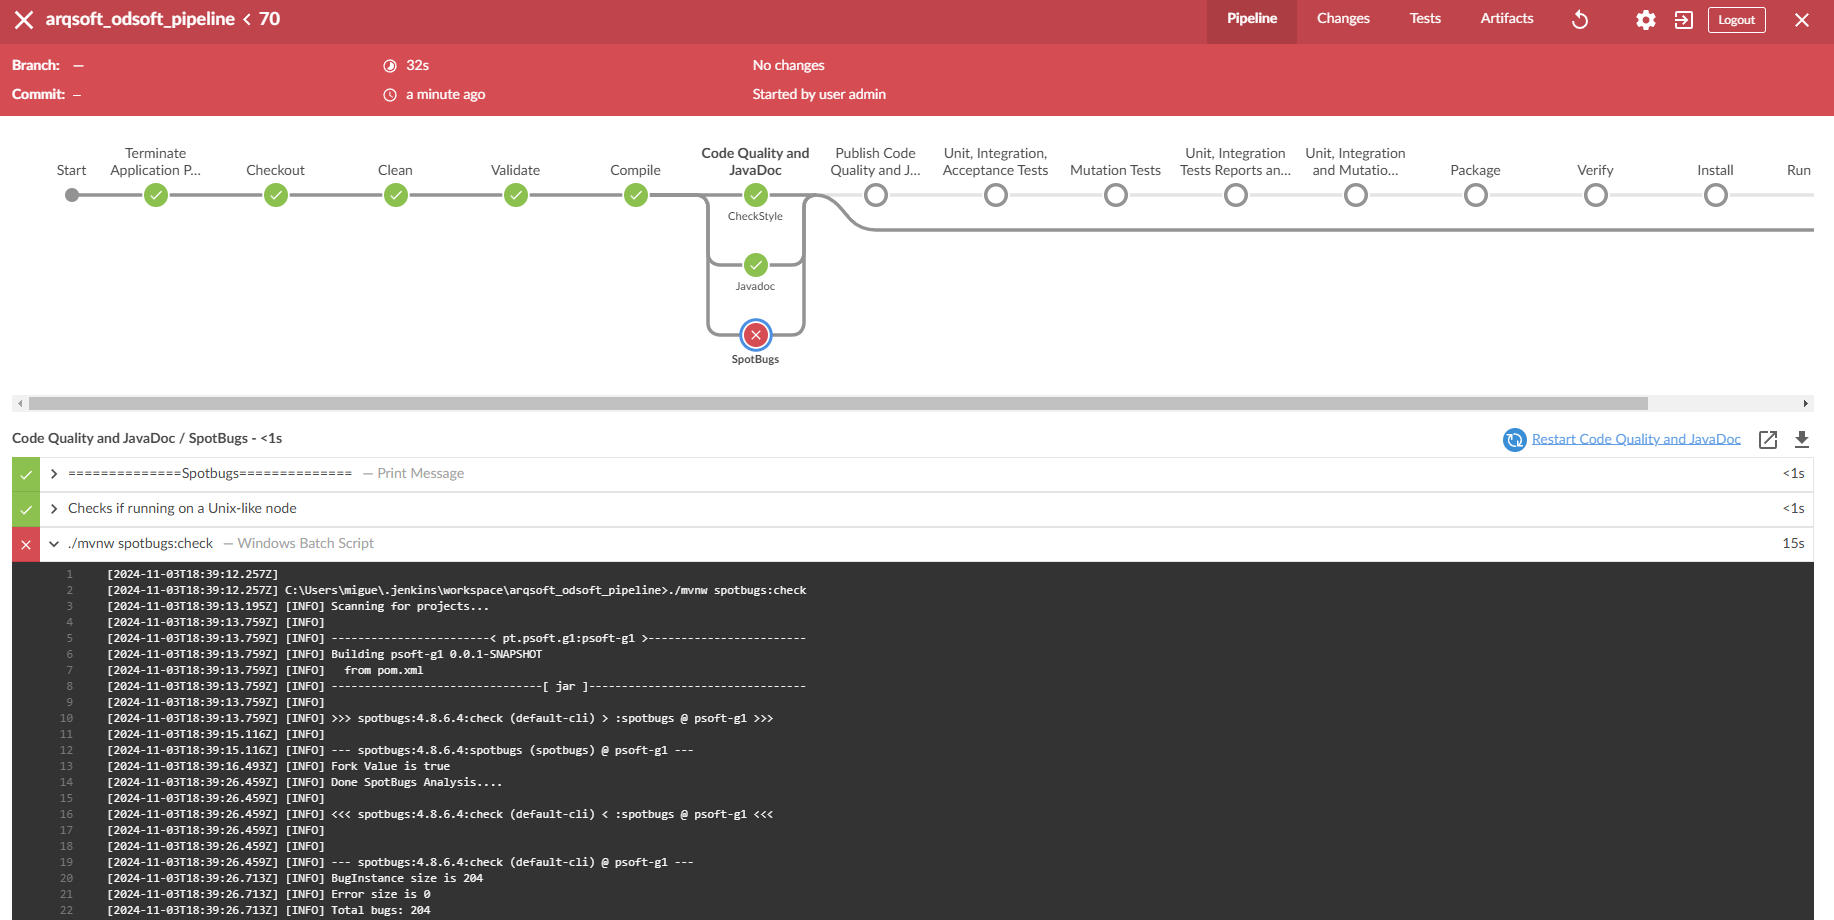 arqsoft_odsoft_pipeline < 70
Pipeline
Changes
Tests
Artifacts
Logout
Branch: —
32s
No changes
Commit: –
a minute ago
Started by user admin
Start
Terminate
Application P...
Checkout
Clean
Validate
Compile
Code Quality and
JavaDoc
Publish Code
Quality and J...
Unit, Integration,
Acceptance Tests
Mutation Tests
Unit, Integration
Tests Reports an...
Unit, Integration
and Mutatio...
Package
Verify
Install
Run
CheckStyle
Javadoc
SpotBugs
Code Quality and JavaDoc / SpotBugs - <1s
Restart Code Quality and JavaDoc
==============Spotbugs============== — Print Message <1s
Checks if running on a Unix-like node <1s
./mvnw spotbugs:check — Windows Batch Script 15s
1 [2024-11-03T18:39:12.257Z]
2 [2024-11-03T18:39:12.257Z] C:\Users\migue\.jenkins\workspace\arqsoft_odsoft_pipeline>./mvnw spotbugs:check
3 [2024-11-03T18:39:13.195Z] [INFO] Scanning for projects...
4 [2024-11-03T18:39:13.759Z] [INFO]
5 [2024-11-03T18:39:13.759Z] [INFO] ------------------------< pt.psoft.g1:psoft-g1 >------------------------
6 [2024-11-03T18:39:13.759Z] [INFO] Building psoft-g1 0.0.1-SNAPSHOT
7 [2024-11-03T18:39:13.759Z] [INFO]   from pom.xml
8 [2024-11-03T18:39:13.759Z] [INFO] --------------------------------[ jar ]---------------------------------
9 [2024-11-03T18:39:13.759Z] [INFO]
10 [2024-11-03T18:39:13.759Z] [INFO] >>> spotbugs:4.8.6.4:check (default-cli) > :spotbugs @ psoft-g1 >>>
11 [2024-11-03T18:39:15.116Z] [INFO]
12 [2024-11-03T18:39:15.116Z] [INFO] --- spotbugs:4.8.6.4:spotbugs (spotbugs) @ psoft-g1 ---
13 [2024-11-03T18:39:16.493Z] [INFO] Fork Value is true
14 [2024-11-03T18:39:26.459Z] [INFO] Done SpotBugs Analysis....
15 [2024-11-03T18:39:26.459Z] [INFO]
16 [2024-11-03T18:39:26.459Z] [INFO] <<< spotbugs:4.8.6.4:check (default-cli) < :spotbugs @ psoft-g1 <<<
17 [2024-11-03T18:39:26.459Z] [INFO]
18 [2024-11-03T18:39:26.459Z] [INFO]
19 [2024-11-03T18:39:26.459Z] [INFO] --- spotbugs:4.8.6.4:check (default-cli) @ psoft-g1 ---
20 [2024-11-03T18:39:26.713Z] [INFO] BugInstance size is 204
21 [2024-11-03T18:39:26.713Z] [INFO] Error size is 0
22 [2024-11-03T18:39:26.713Z] [INFO] Total bugs: 204